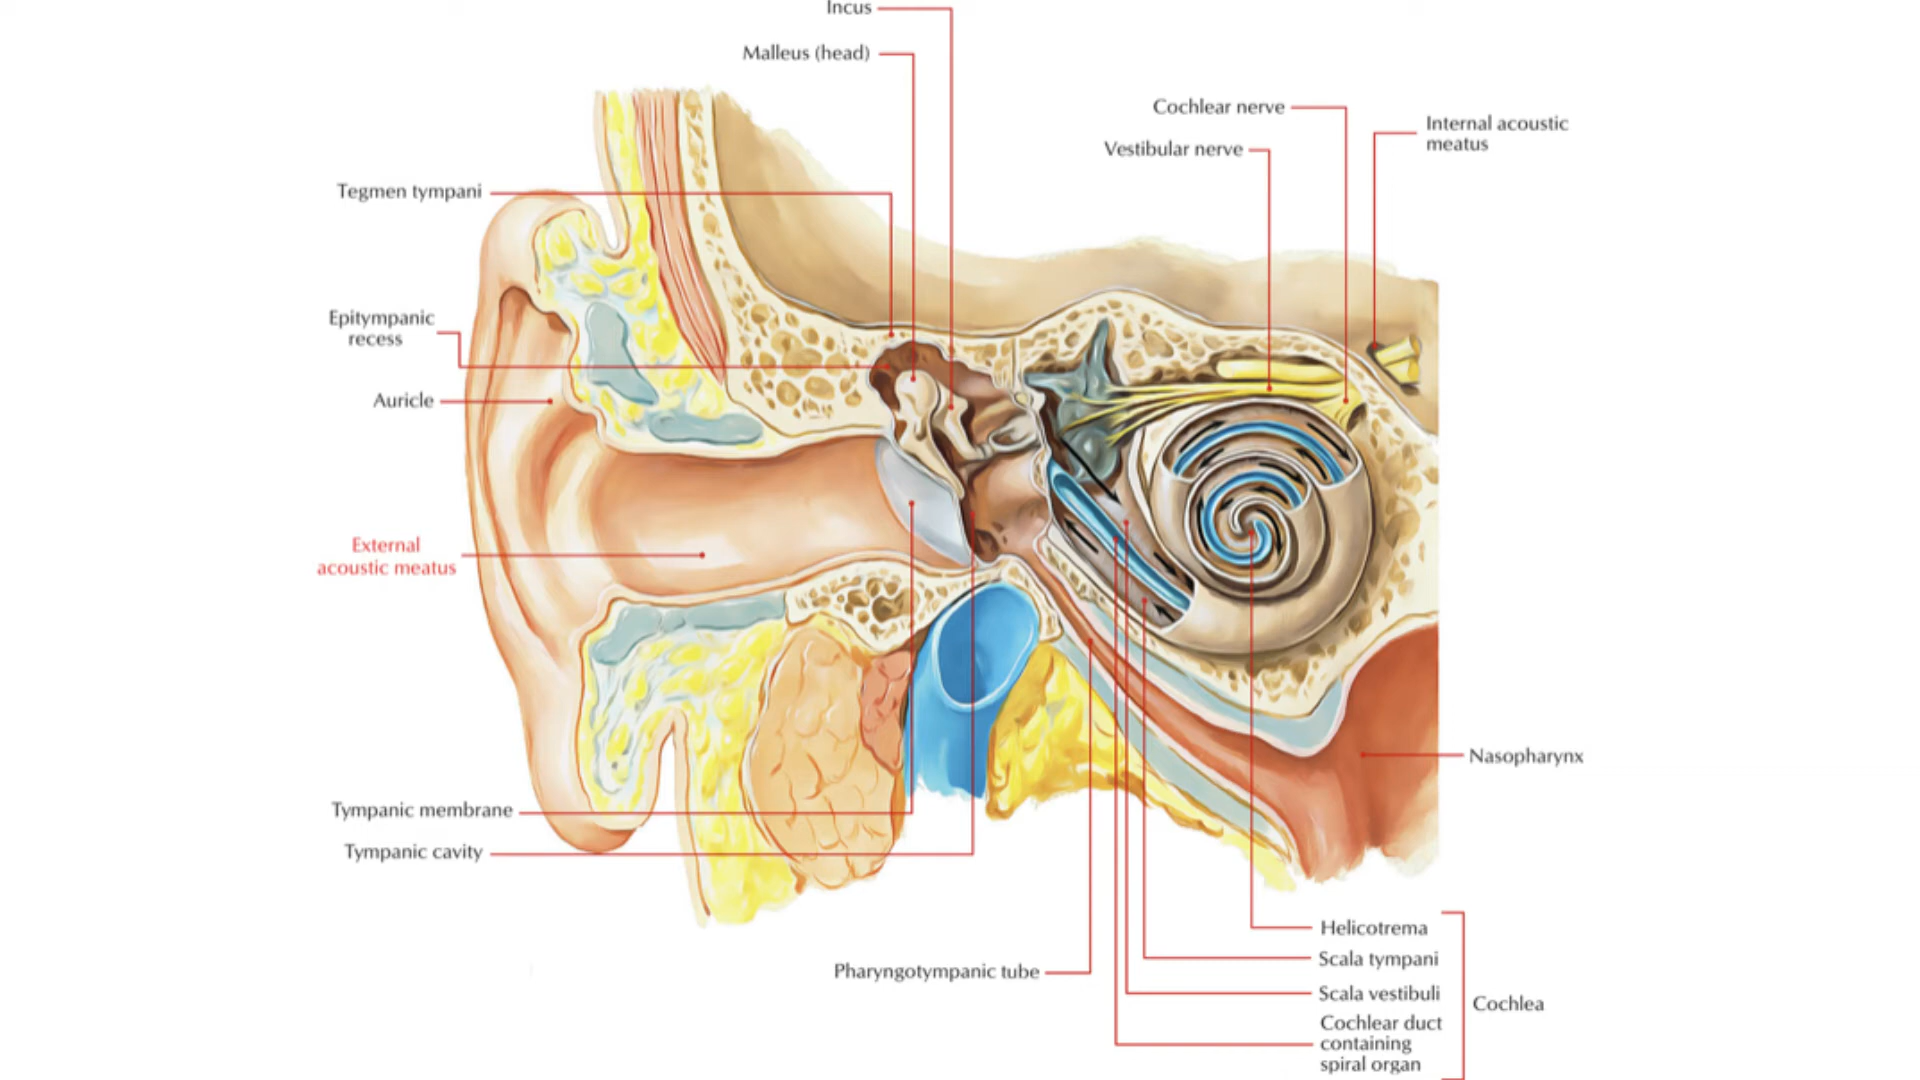 Incus
Malleus (head)
Cochlear nerve
Internal acoustic
meatus
Vestibular nerve
Tegmen tympani
Epitympanic
recess
Auricle
External
acoustic meatus
Nasopharynx
Tympanic membrane
Tympanic cavity
Helicotrema
Scala tympani
Pharyngotympanic tube
Scala vestibuli
Cochlea
Cochlear duct
containing
spiral organ